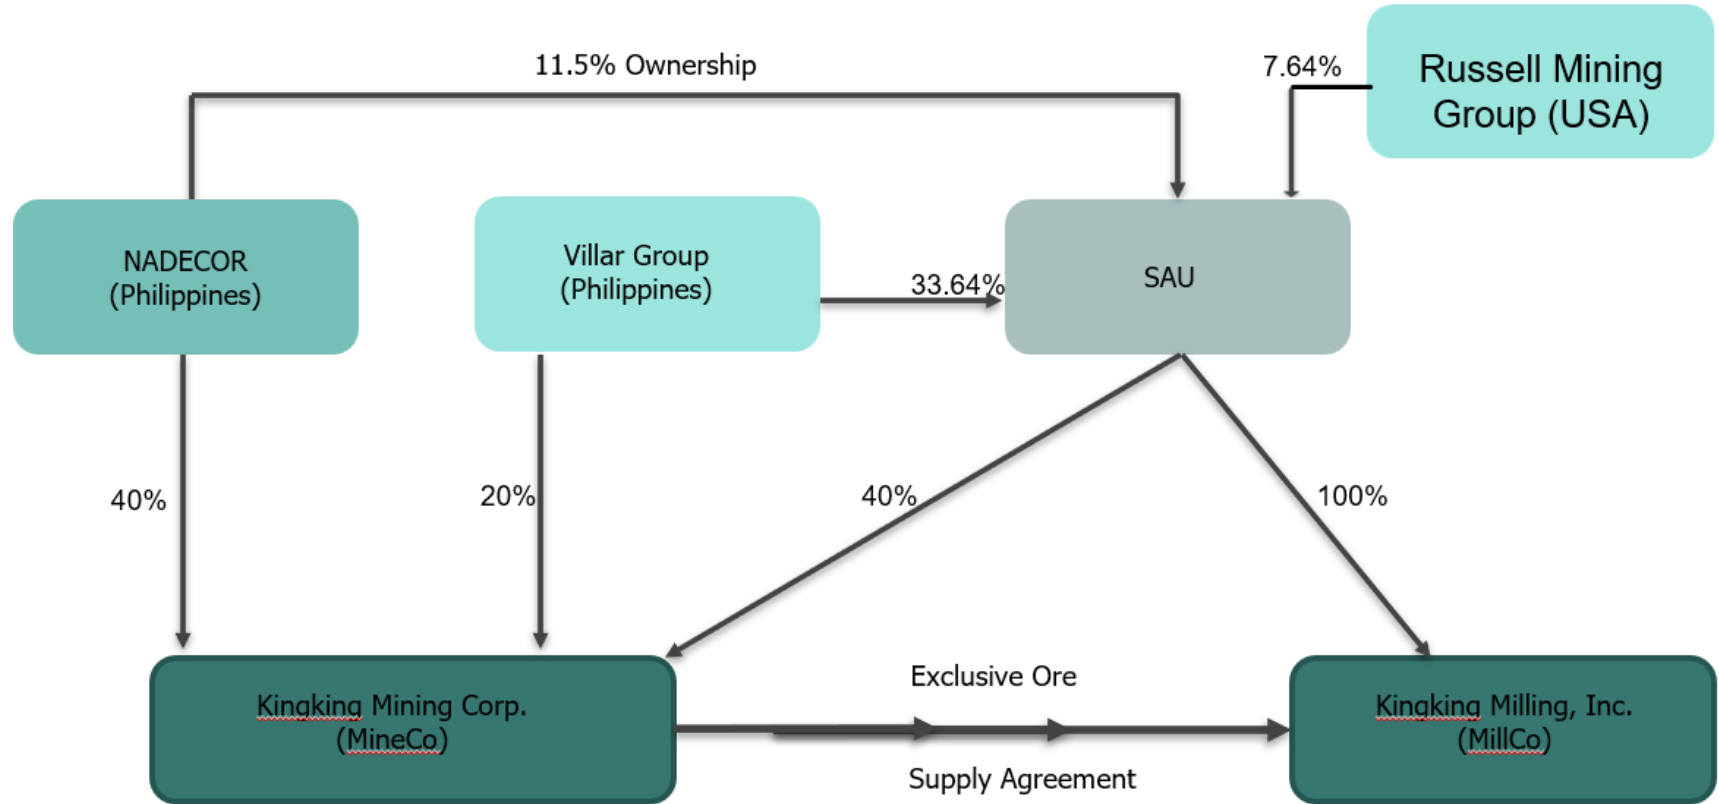 11.5% Ownership
7.64%
Russell Mining
Group (USA)
NADECOR
(Philippines)
Villar Group
(Philippines)
33.64%
SAU
40%
20%
40%
100%
Exclusive Ore
Kingking Mining Corp.
(MineCo)
Kingking Milling, Inc.
(MillCo)
Supply Agreement